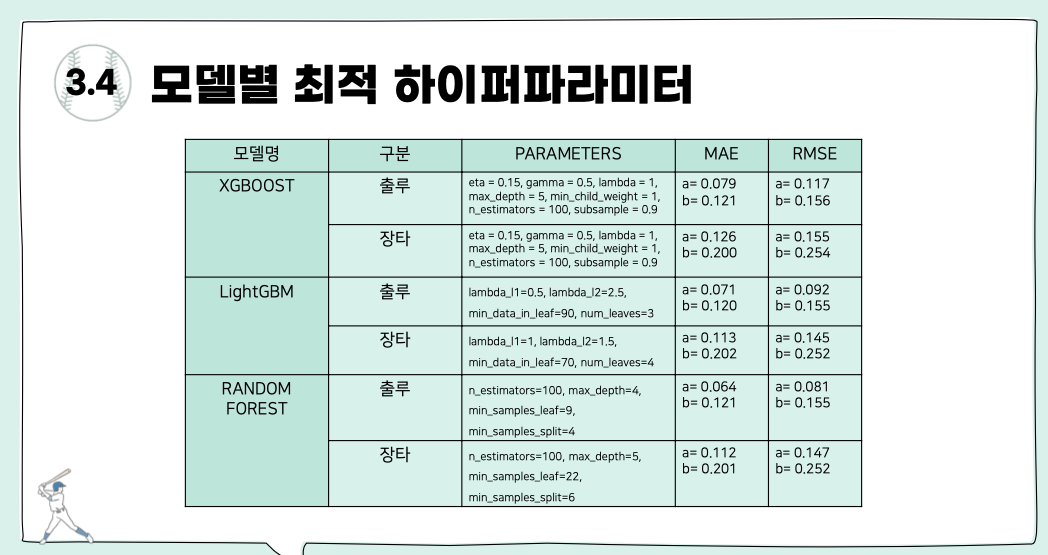 3.4 모델별 최적 하이퍼파라미터
모델명 구분 PARAMETERS MAE RMSE
XGBOOST 출루 eta = 0.15, gamma = 0.5, lambda = 1, a= 0.079 a= 0.117
max_depth = 5, min_child_weight = 1, b= 0.121 b= 0.156
n_estimators = 100, subsample = 0.9
장타 eta = 0.15, gamma = 0.5, lambda = 1, a= 0.126 a= 0.155
max_depth = 5, min_child_weight = 1, b= 0.200 b= 0.254
n_estimators = 100, subsample = 0.9
LightGBM 출루 lambda_l1=0.5, lambda_l2=2.5, a= 0.071 a= 0.092
min_data_in_leaf=90, num_leaves=3 b= 0.120 b= 0.155
장타 lambda_l1=1, lambda_l2=1.5, a= 0.113 a= 0.145
min_data_in_leaf=70, num_leaves=4 b= 0.202 b= 0.252
RANDOM 출루 n_estimators=100, max_depth=4, a= 0.064 a= 0.081
FOREST min_samples_leaf=9, b= 0.121 b= 0.155
min_samples_split=4
장타 n_estimators=100, max_depth=5, a= 0.112 a= 0.147
min_samples_leaf=22, b= 0.201 b= 0.252
min_samples_split=6